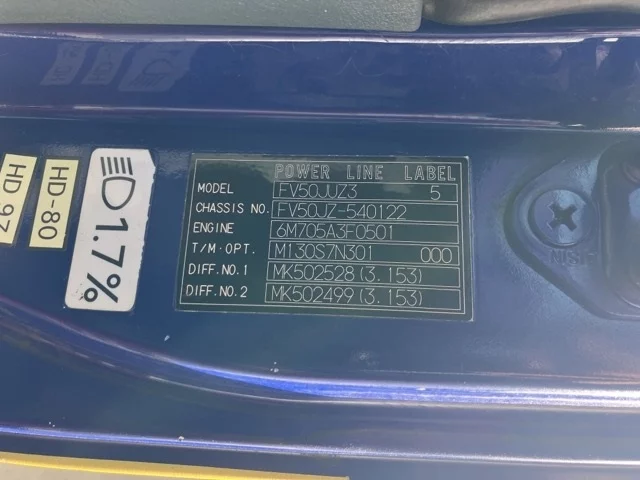 POWER LINE LABEL
MODEL FV50JUZ3 5
CHASSIS NO. FV50JZ-540122
ENGINE 6M705A3F0501
T/M·OPT. M130S7N301 000
DIFF.NO.1 MK502528(3.153)
DIFF.NO.2 MK502499(3.153)
1.7%
HD-80
HD-97